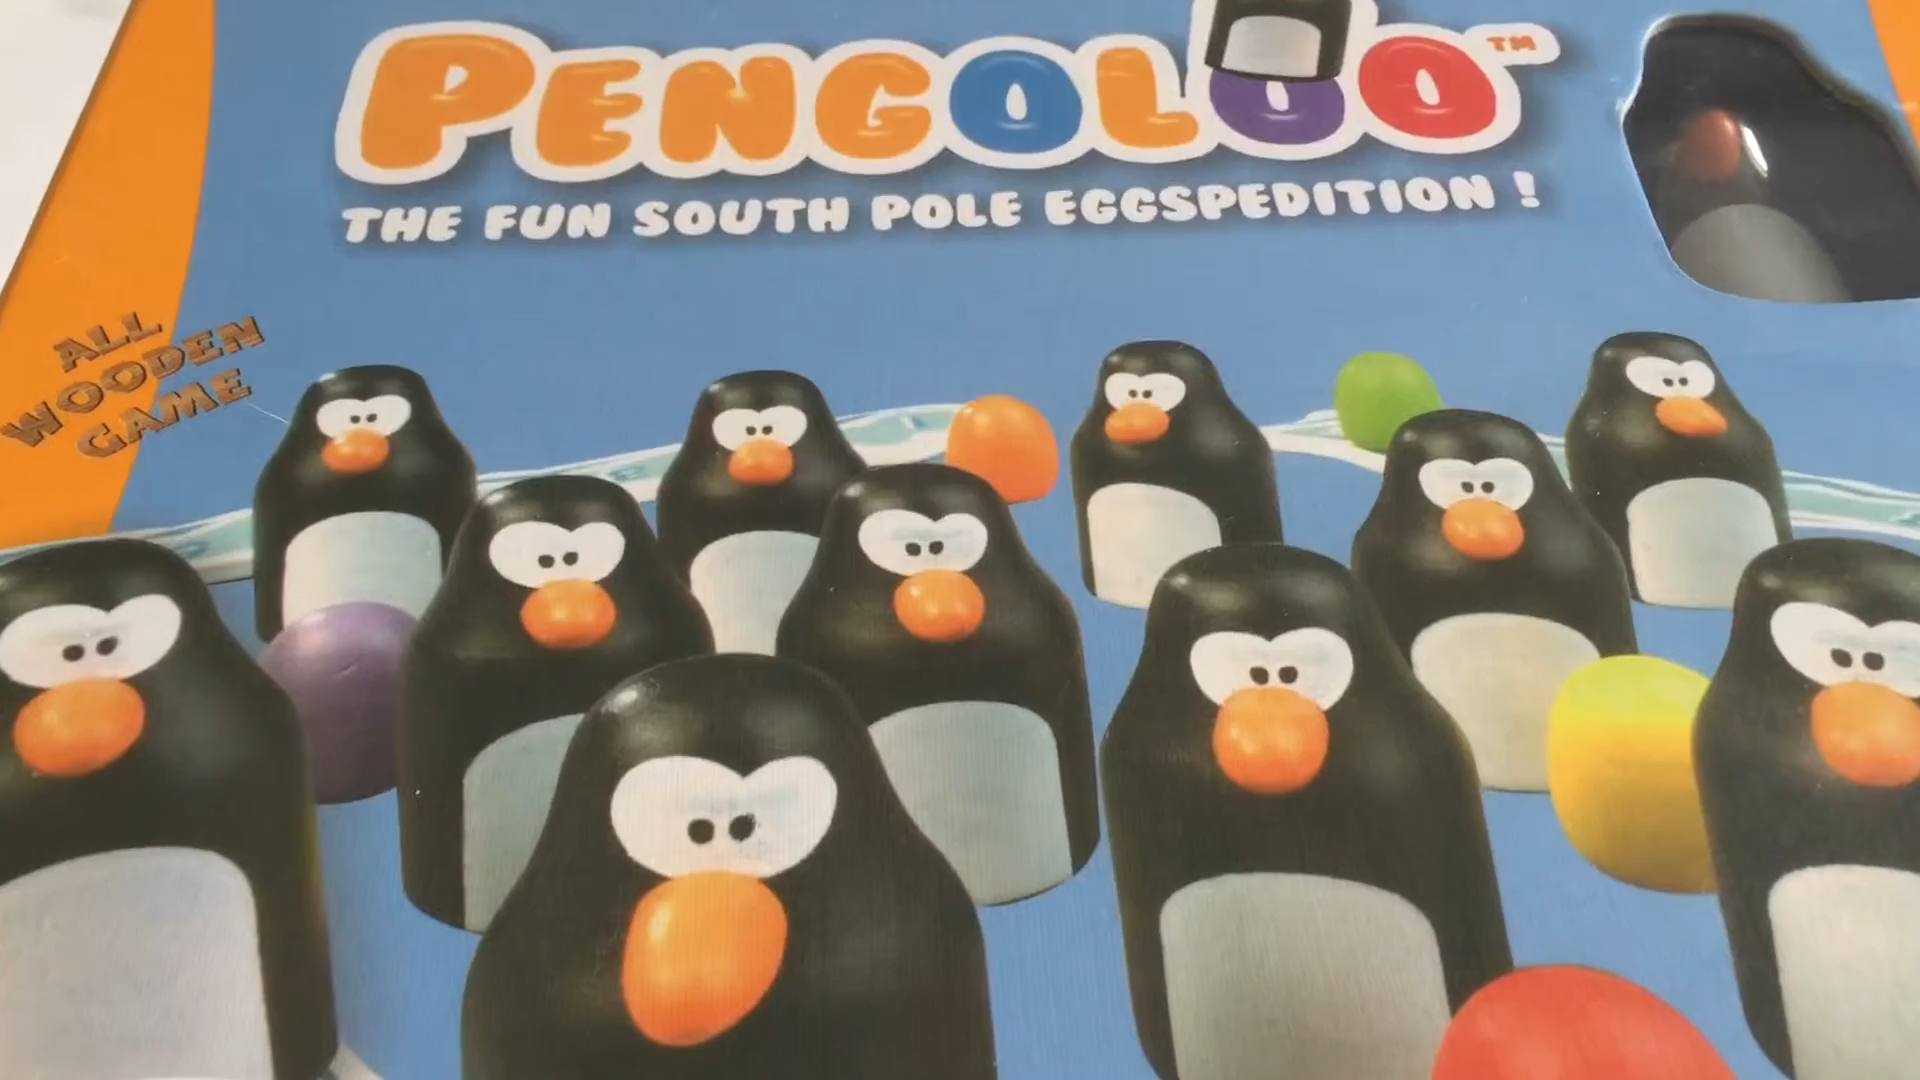 PENGOLOO™
THE FUN SOUTH POLE EGGSPEDITION !
ALL
WOODEN
GAME